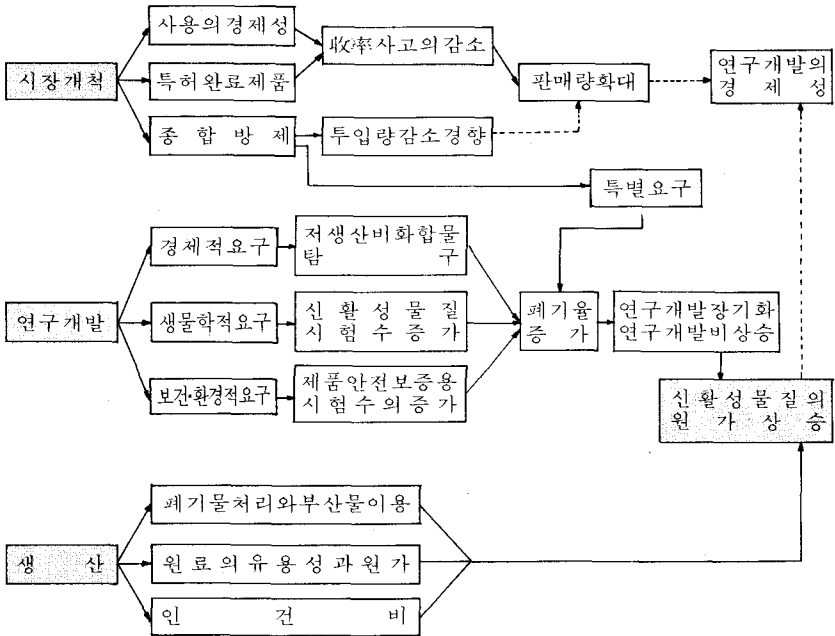 시장개척
사용의경제성
특허완료제품
종합방제
收率사고의감소
투입량감소경향
판매량확대
연구개발의
경제성
특별요구
연구개발
경제적요구
생물학적요구
보건·환경적요구
저생산비화합물
탐구
신활성물질
시험수증가
제품안전보증용
시험수의증가
폐기율
증가
연구개발장기화
연구개발비상승
신활성물질의
원가상승
생산
폐기물처리와부산물이용
원료의유용성과원가
인건비